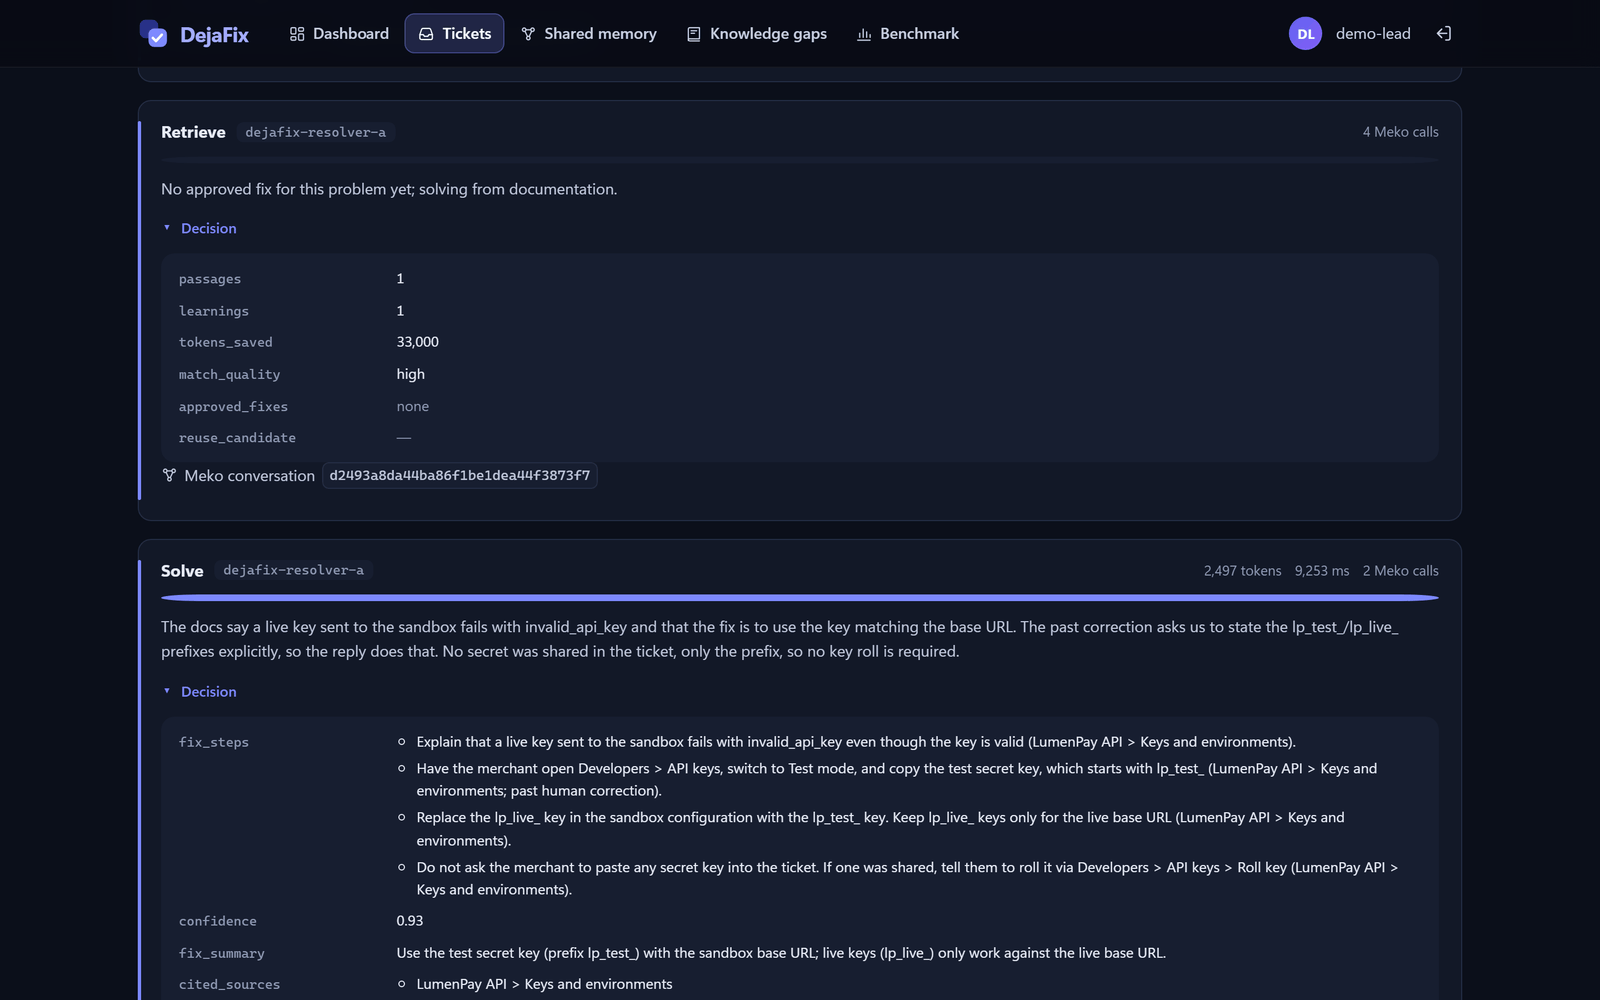 DejaFix
Dashboard
Tickets
Shared memory
Knowledge gaps
Benchmark
DL
demo-lead
Retrieve
dejafix-resolver-a
4 Meko calls
No approved fix for this problem yet; solving from documentation.
Decision
passages 1
learnings 1
tokens_saved 33,000
match_quality high
approved_fixes none
reuse_candidate —
Meko conversation d2493a8da44ba86f1be1dea44f3873f7
Solve
dejafix-resolver-a
2,497 tokens 9,253 ms 2 Meko calls
The docs say a live key sent to the sandbox fails with invalid_api_key and that the fix is to use the key matching the base URL. The past correction asks us to state the lp_test_/lp_live_
prefixes explicitly, so the reply does that. No secret was shared in the ticket, only the prefix, so no key roll is required.
Decision
fix_steps
Explain that a live key sent to the sandbox fails with invalid_api_key even though the key is valid (LumenPay API > Keys and environments).
Have the merchant open Developers > API keys, switch to Test mode, and copy the test secret key, which starts with lp_test_ (LumenPay API > Keys and
environments; past human correction).
Replace the lp_live_ key in the sandbox configuration with the lp_test_ key. Keep lp_live_ keys only for the live base URL (LumenPay API > Keys and
environments).
Do not ask the merchant to paste any secret key into the ticket. If one was shared, tell them to roll it via Developers > API keys > Roll key (LumenPay API >
Keys and environments).
confidence 0.93
fix_summary Use the test secret key (prefix lp_test_) with the sandbox base URL; live keys (lp_live_) only work against the live base URL.
cited_sources LumenPay API > Keys and environments